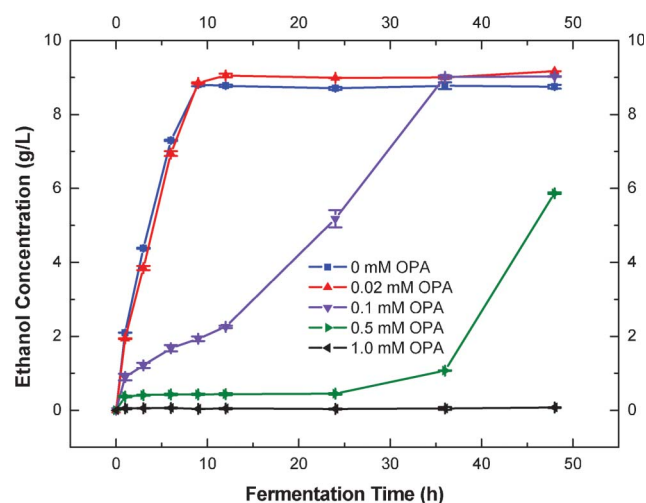 0 10 20 30 40 50
10 10
8 8
6 6
4 4
2 2
0 0
Ethanol Concentration (g/L)
0 mM OPA
0.02 mM OPA
0.1 mM OPA
0.5 mM OPA
1.0 mM OPA
0 10 20 30 40 50
Fermentation Time (h)